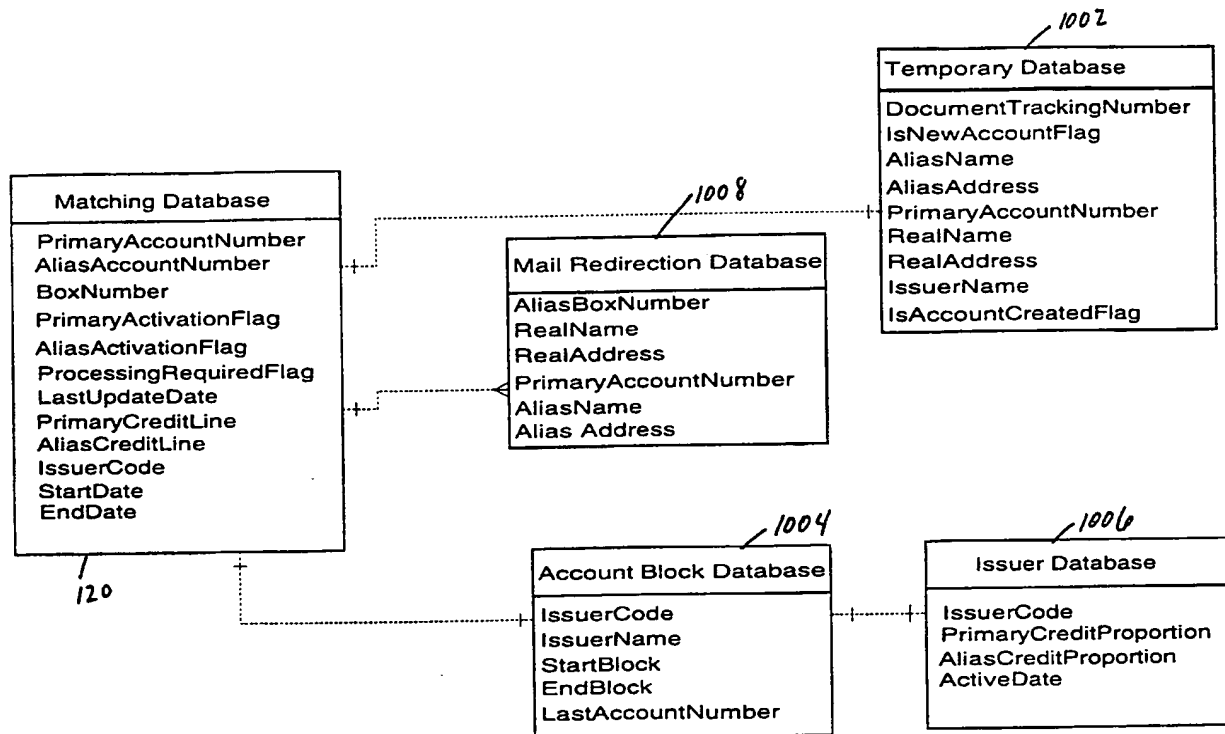 1002
Temporary Database
DocumentTrackingNumber
IsNewAccountFlag
AliasName
AliasAddress
PrimaryAccountNumber
RealName
RealAddress
IssuerName
IsAccountCreatedFlag
Matching Database
PrimaryAccountNumber
AliasAccountNumber
BoxNumber
PrimaryActivationFlag
AliasActivationFlag
ProcessingRequiredFlag
LastUpdateDate
PrimaryCreditLine
AliasCreditLine
IssuerCode
StartDate
EndDate
120
1008
Mail Redirection Database
AliasBoxNumber
RealName
RealAddress
PrimaryAccountNumber
AliasName
Alias Address
1004
Account Block Database
IssuerCode
IssuerName
StartBlock
EndBlock
LastAccountNumber
1006
Issuer Database
IssuerCode
PrimaryCreditProportion
AliasCreditProportion
ActiveDate